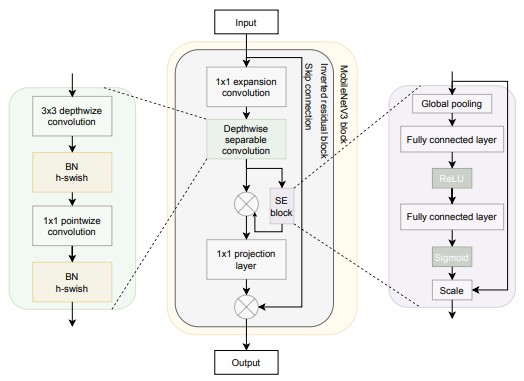 Input
1x1 expansion
convolution
Depthwise
separable
convolution
SE
block
1x1 projection
layer
Output
Skip connection
Inverted residual block
MobileNetV3 block
3x3 depthwize
convolution
BN
h-swish
1x1 pointwize
convolution
BN
h-swish
Global pooling
Fully connected layer
ReLU
Fully connected layer
Sigmoid
Scale